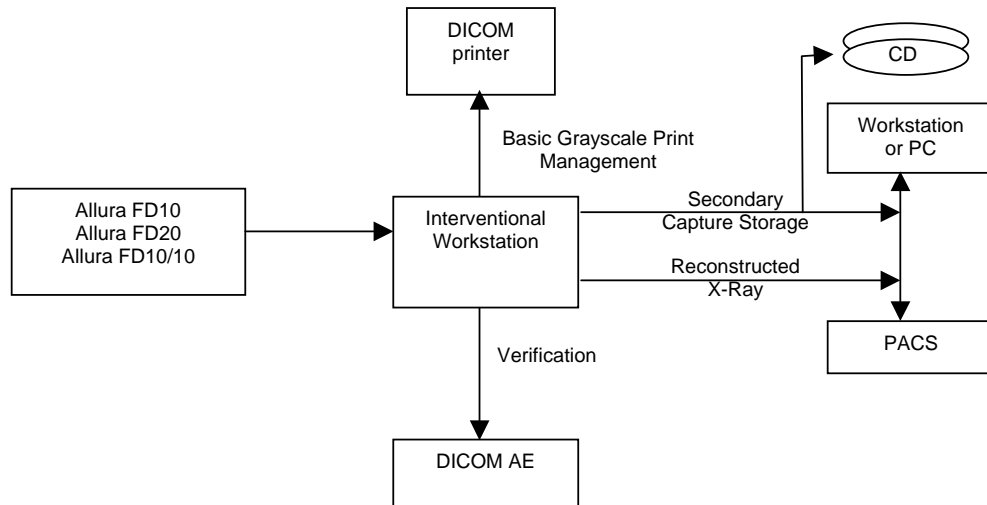 DICOM
printer
CD
Basic Grayscale Print
Management
Workstation
or PC
Allura FD10
Allura FD20
Allura FD10/10
Interventional
Workstation
Secondary
Capture Storage
Reconstructed
X-Ray
Verification
PACS
DICOM AE